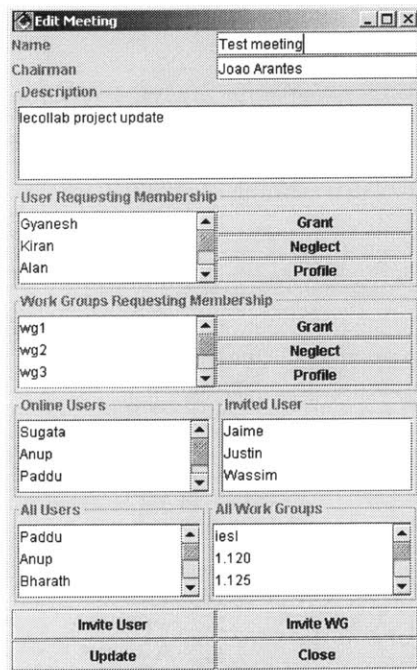 Edit Meeting
Name Test meeting
Chairman Joao Arantes
Description
Iecollab project update
User Requesting Membership
Gyanesh
Kiran
Alan
Grant
Neglect
Profile
Work Groups Requesting Membership
wg1
wg2
wg3
Grant
Neglect
Profile
Online Users
Sugata
Anup
Paddu
Invited User
Jaime
Justin
Wassim
All Users
Paddu
Anup
Bharath
All Work Groups
iesl
1.120
1.125
Invite User Invite WG
Update Close